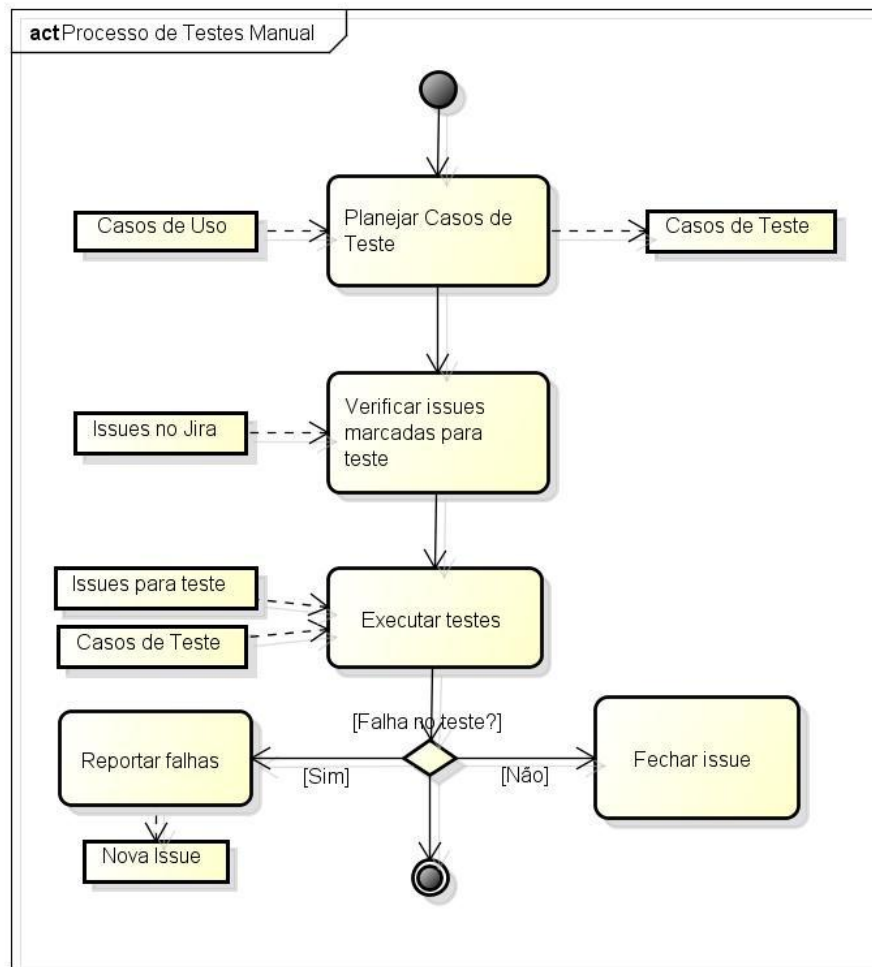 act Processo de Testes Manual
Casos de Uso
Planejar Casos de
Teste
Casos de Teste
Issues no Jira
Verificar issues
marcadas para
teste
Issues para teste
Casos de Teste
Executar testes
[Falha no teste?]
Reportar falhas
[Sim]
[Não]
Fechar issue
Nova Issue